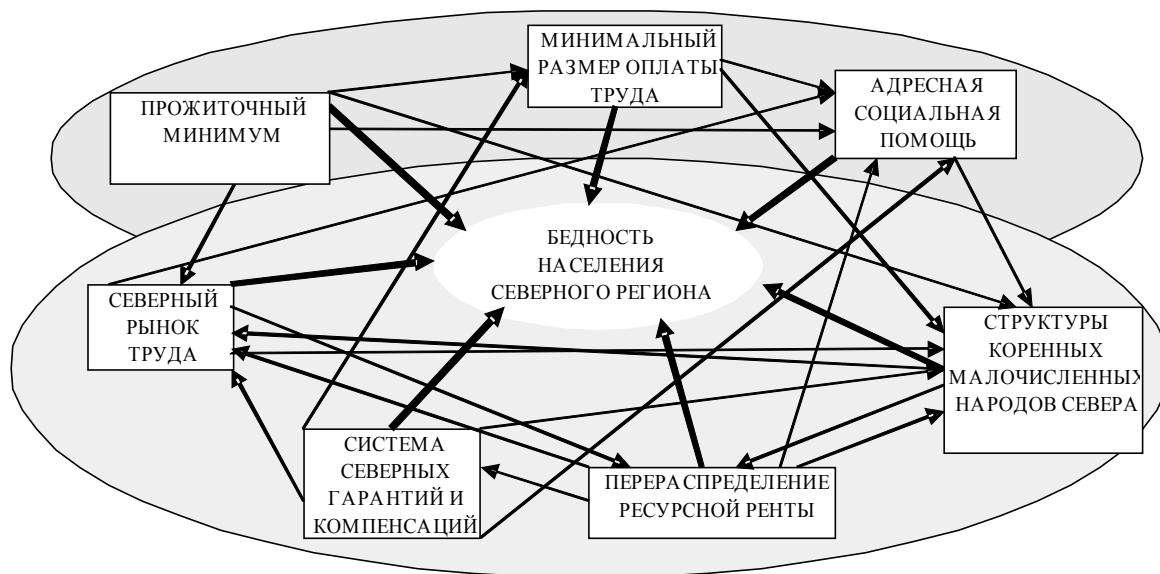 МИНИМАЛЬНЫЙ
РАЗМЕР ОПЛАТЫ
ТРУДА
ПРОЖИТОЧНЫЙ
МИНИМУМ
АДРЕСНАЯ
СОЦИАЛЬНАЯ
ПОМОЩЬ
БЕДНОСТЬ
НАСЕЛЕНИЯ
СЕВЕРНОГО РЕГИОНА
СЕВЕРНЫЙ
РЫНОК
ТРУДА
СТРУКТУРЫ
КОРЕННЫХ
МАЛОЧИСЛЕННЫХ
НАРОДОВ СЕВЕРА
СИСТЕМА
СЕВЕРНЫХ
ГАРАНТИЙ И
КОМПЕНСАЦИЙ
ПЕРЕРАСПРЕДЕЛЕНИЕ
РЕСУРСНОЙ РЕНТЫ